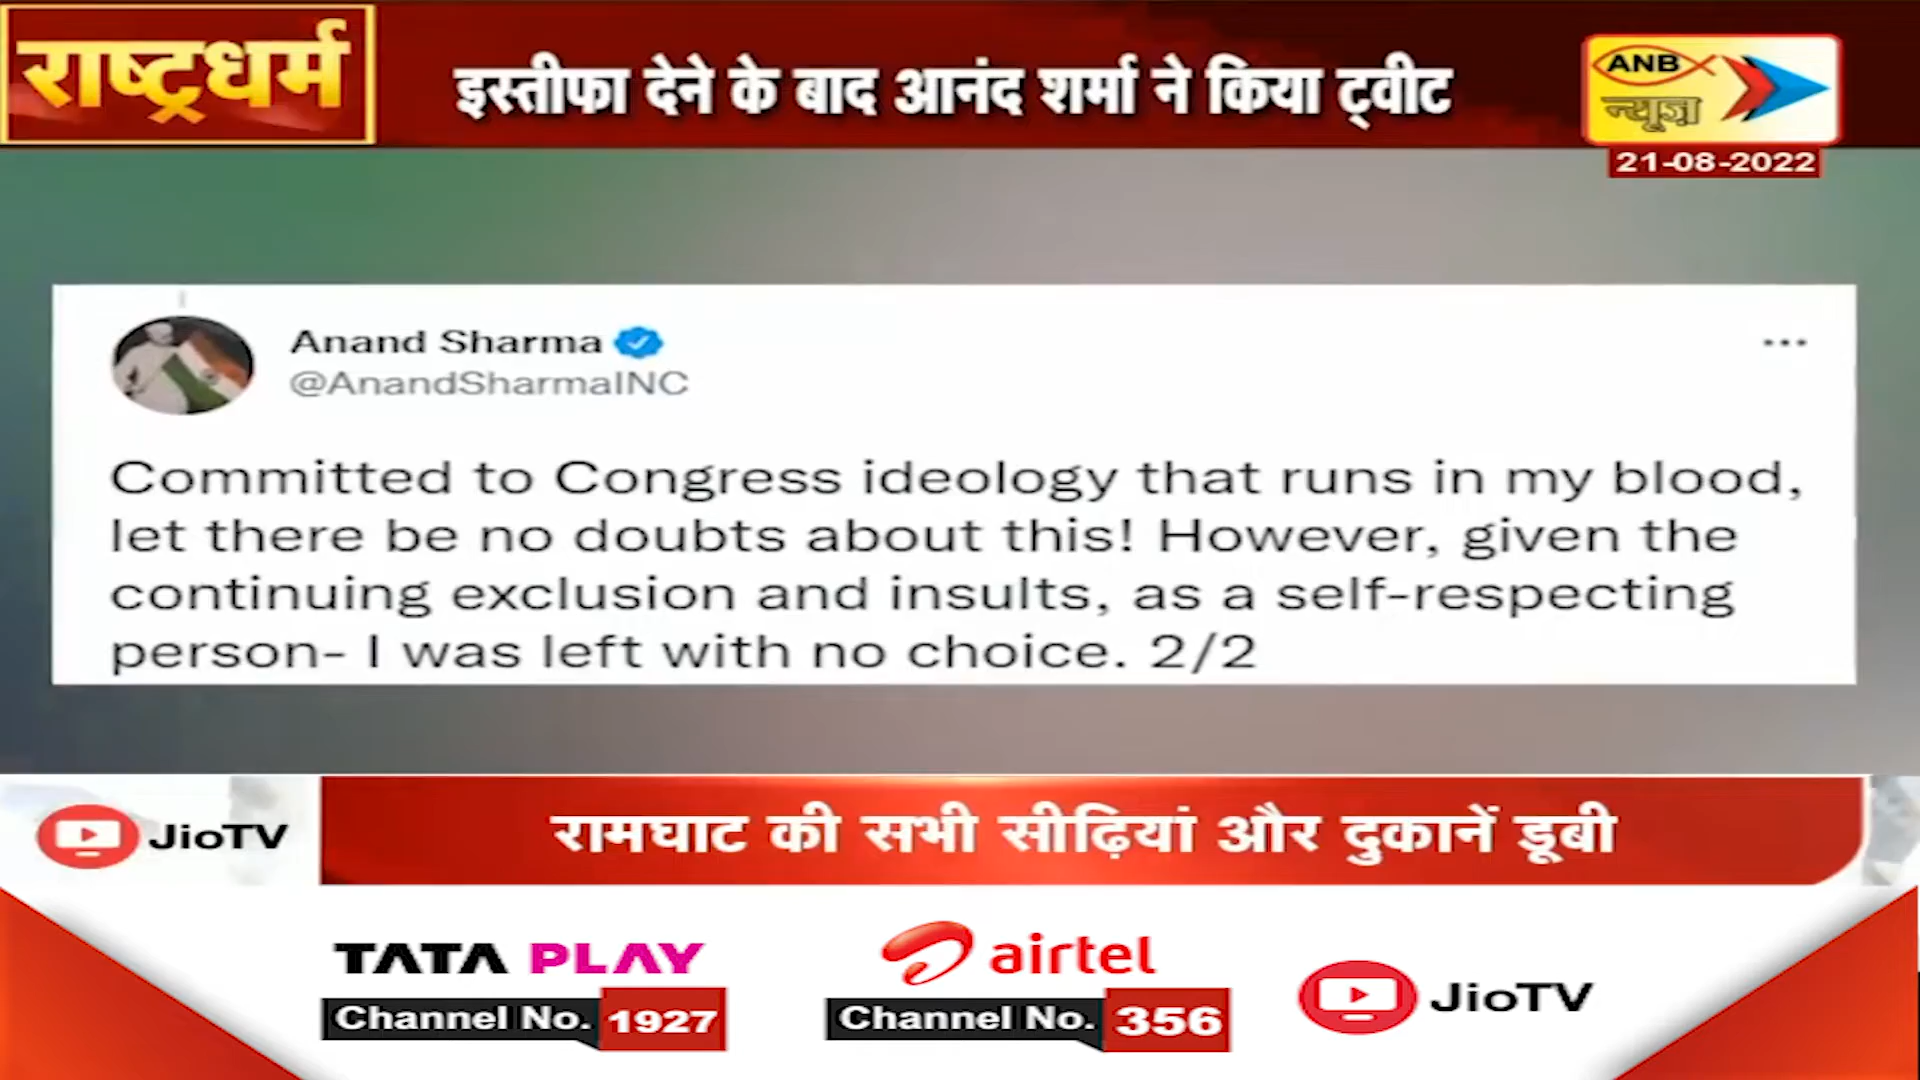 राष्ट्रधर्म
इस्तीफा देने के बाद आनंद शर्मा ने किया ट्वीट
ANB
न्यूज़
21-08-2022
Anand Sharma
@AnandSharmaINC
Committed to Congress ideology that runs in my blood,
let there be no doubts about this! However, given the
continuing exclusion and insults, as a self-respecting
person- I was left with no choice. 2/2
JioTV
रामघाट की सभी सीढ़ियां और दुकानें डूबी
TATA PLAY
Channel No. 1927
airtel
Channel No. 356
JioTV